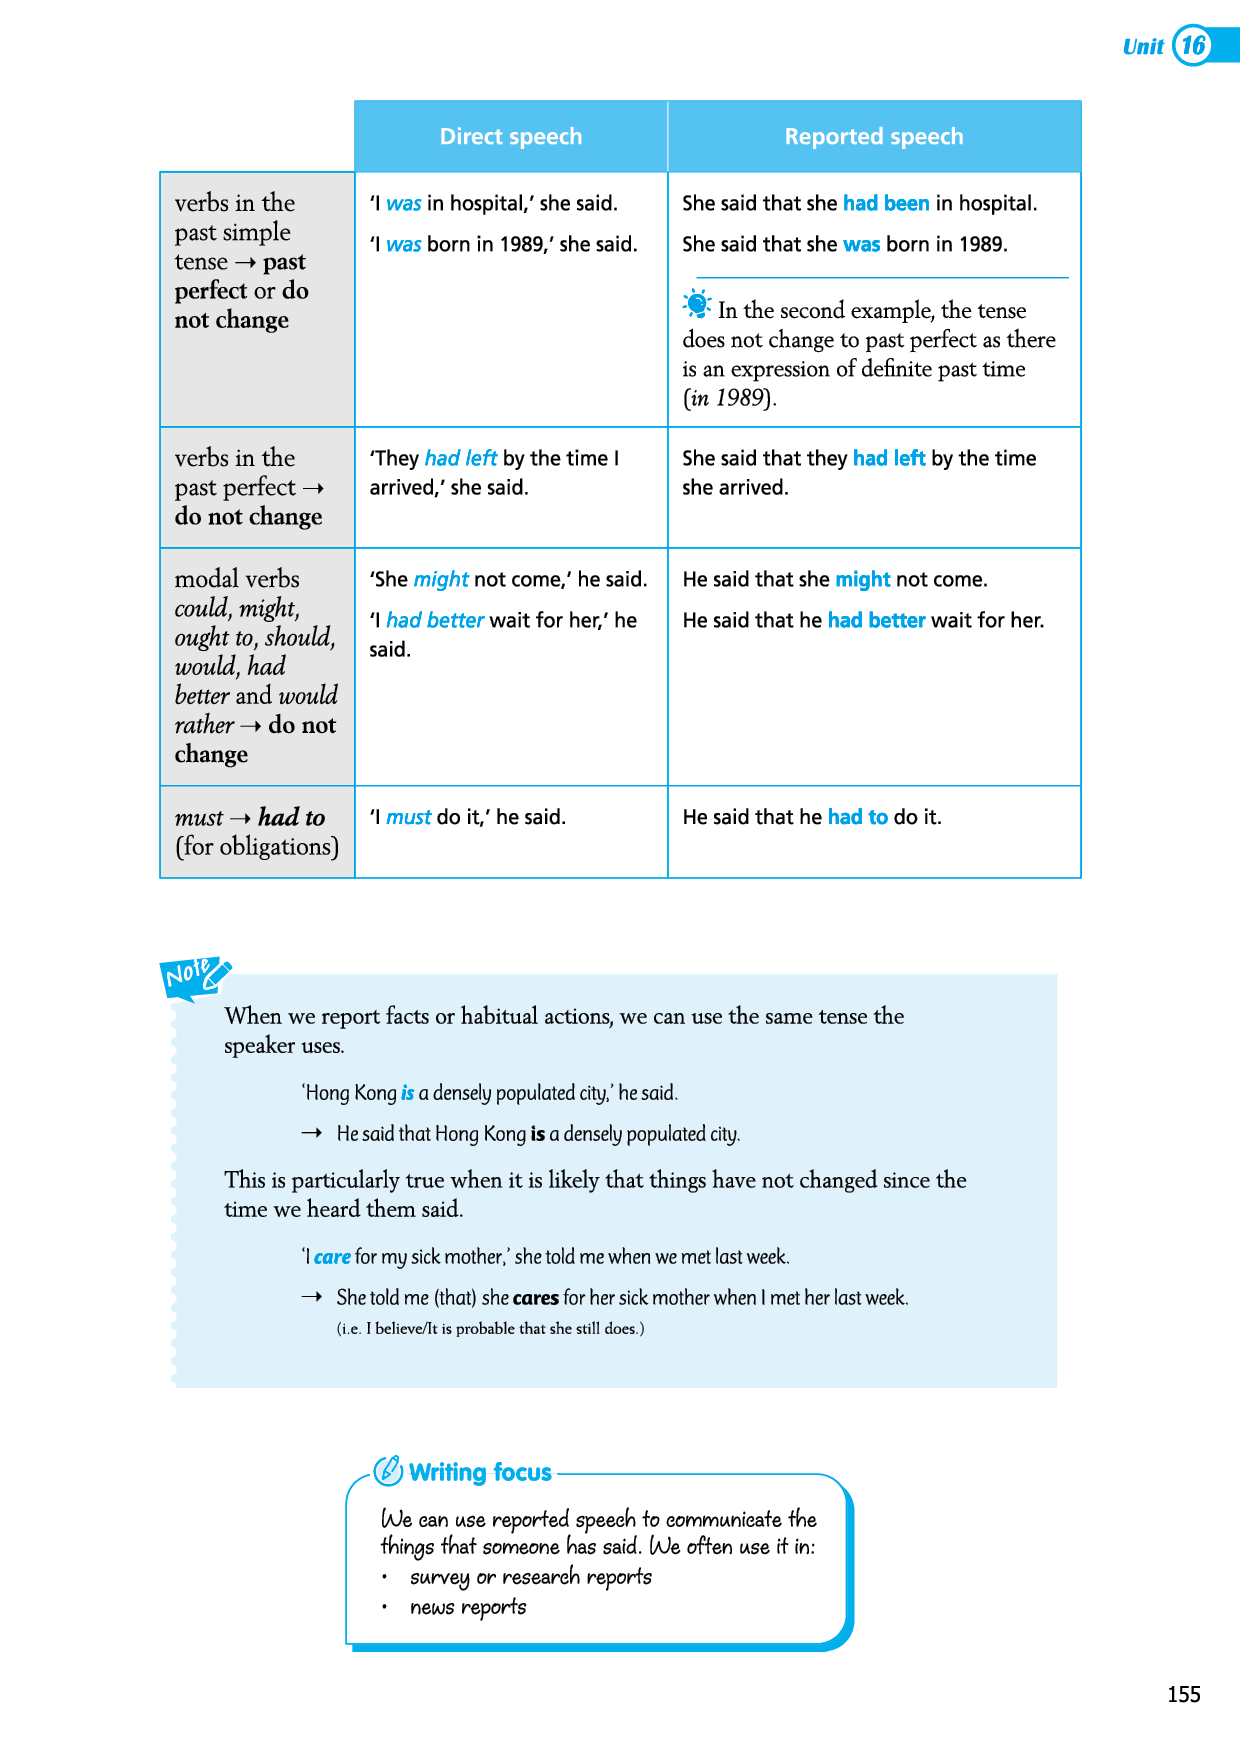 Unit 16
Direct speech
Reported speech
verbs in the
past simple
tense → past
perfect or do
not change
‘I was in hospital,’ she said.
‘I was born in 1989,’ she said.
She said that she had been in hospital.
She said that she was born in 1989.
In the second example, the tense
does not change to past perfect as there
is an expression of definite past time
(in 1989).
verbs in the
past perfect →
do not change
‘They had left by the time I
arrived,’ she said.
She said that they had left by the time
she arrived.
modal verbs
could, might,
ought to, should,
would, had
better and would
rather → do not
change
‘She might not come,’ he said.
‘I had better wait for her,’ he
said.
He said that she might not come.
He said that he had better wait for her.
must → had to
(for obligations)
‘I must do it,’ he said.
He said that he had to do it.
Note
When we report facts or habitual actions, we can use the same tense the
speaker uses.
‘Hong Kong is a densely populated city,’ he said.
→ He said that Hong Kong is a densely populated city.
This is particularly true when it is likely that things have not changed since the
time we heard them said.
‘I care for my sick mother,’ she told me when we met last week.
→ She told me (that) she cares for her sick mother when I met her last week.
(i.e. I believe/It is probable that she still does.)
Writing focus
We can use reported speech to communicate the
things that someone has said. We often use it in:
• survey or research reports
• news reports
155